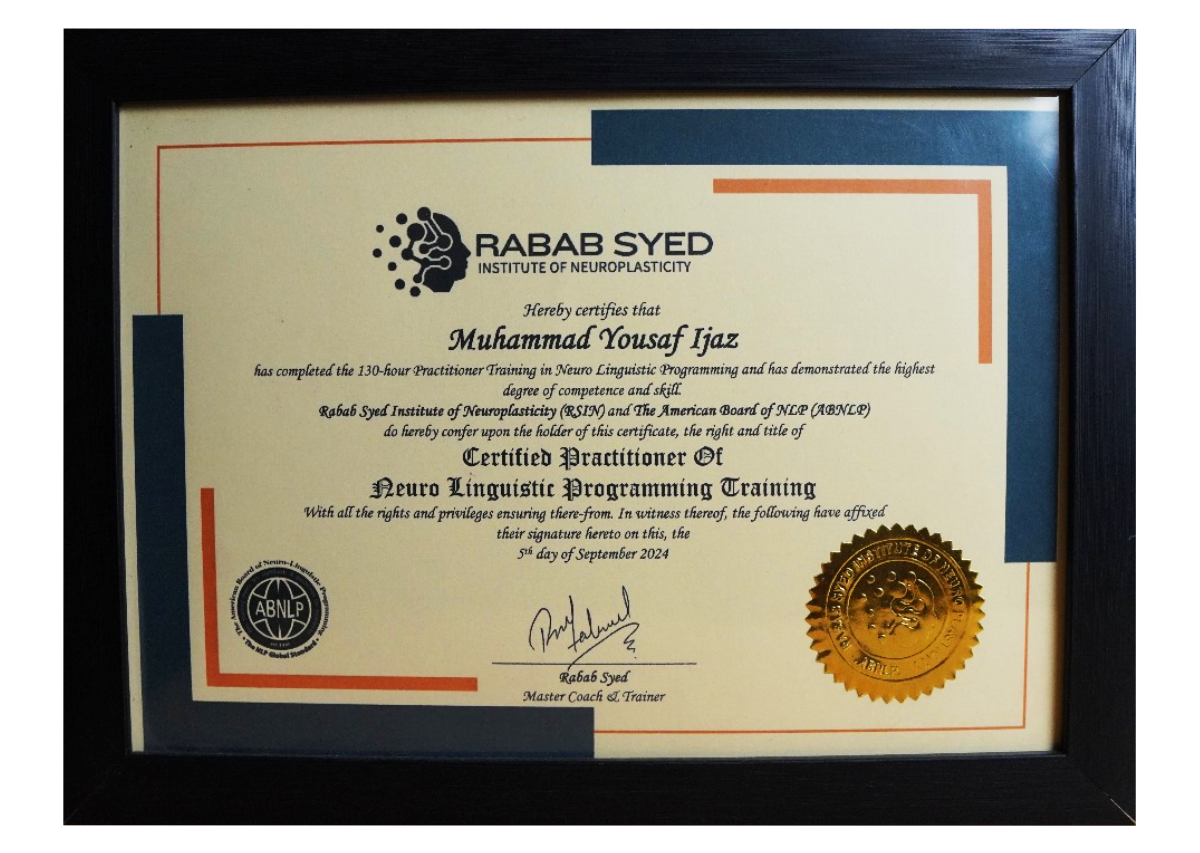 RABAB SYED
INSTITUTE OF NEUROPLASTICITY
Hereby certifies that
Muhammad Yousaf Ijaz
has completed the 130-hour Practitioner Training in Neuro Linguistic Programming and has demonstrated the highest
degree of competence and skill.
Rabab Syed Institute of Neuroplasticity (RSIN) and The American Board of NLP (ABNLP)
do hereby confer upon the holder of this certificate, the right and title of
Certified Practitioner Of
Neuro Linguistic Programming Training
With all the rights and privileges ensuring there-from. In witness thereof, the following have affixed
their signature hereto on this, the
5th day of September 2024
The American Board of Neuro-Linguistic Programming
ABNLP
The NLP Global Standard
Rabab Syed
Master Coach & Trainer
RABAB SYED INSTITUTE OF NEURO
ABNLP